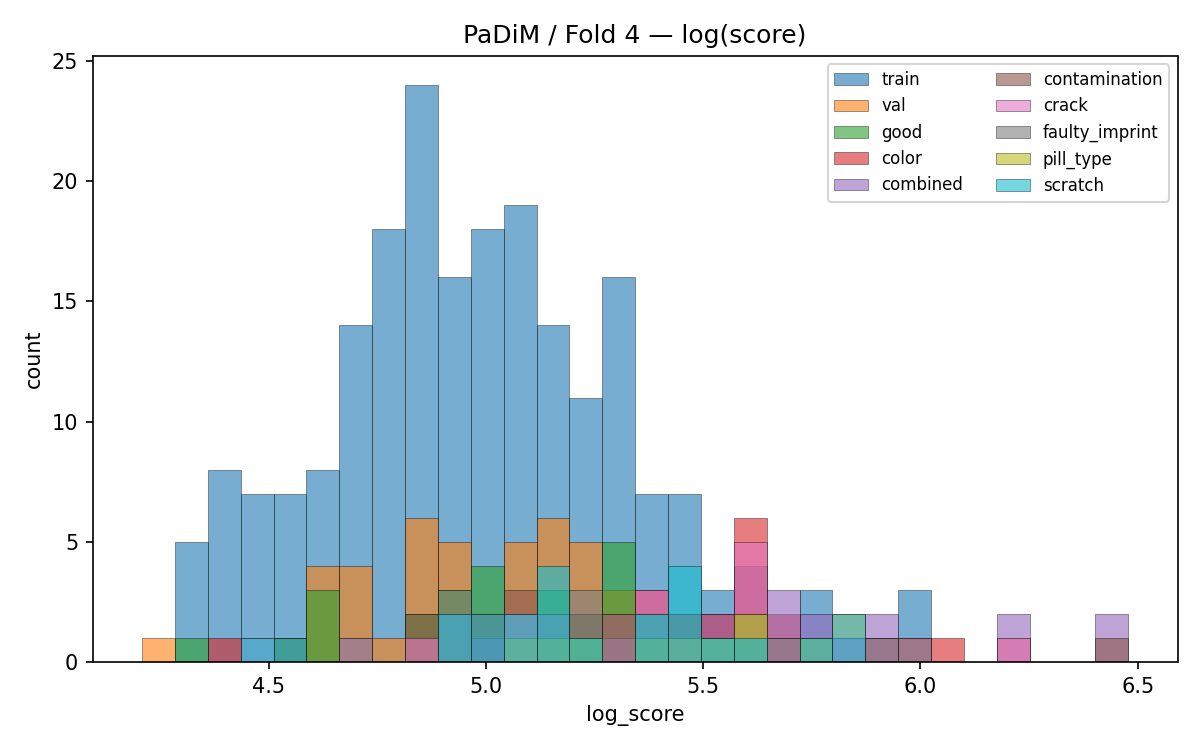 PaDiM / Fold 4 — log(score)
25
20
15
10
5
0
count
train
val
good
color
combined
contamination
crack
faulty_imprint
pill_type
scratch
4.5
5.0
5.5
6.0
6.5
log_score